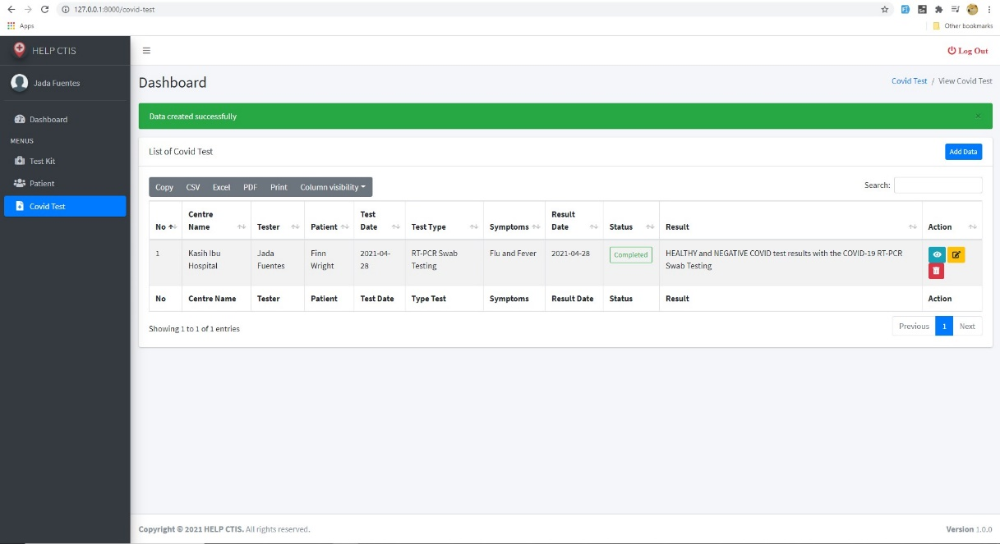 127.0.0.1:8000/covid-test
Apps
Other bookmarks
HELP CTIS
Log Out
Jada Fuentes
Dashboard
Covid Test / View Covid Test
Data created successfully
×
Dashboard
MENUS
Test Kit
Patient
Covid Test
List of Covid Test
Add Data
Copy CSV Excel PDF Print Column visibility
Search:
No Centre Name Tester Patient Test Date Test Type Symptoms Result Date Status Result Action
1 Kasih Ibu Hospital Jada Fuentes Finn Wright 2021-04-28 RT-PCR Swab Testing Flu and Fever 2021-04-28 Completed HEALTHY and NEGATIVE COVID test results with the COVID-19 RT-PCR Swab Testing
No Centre Name Tester Patient Test Date Type Test Symptoms Result Date Status Result Action
Showing 1 to 1 of 1 entries
Previous 1 Next
Copyright © 2021 HELP CTIS. All rights reserved.
Version 1.0.0